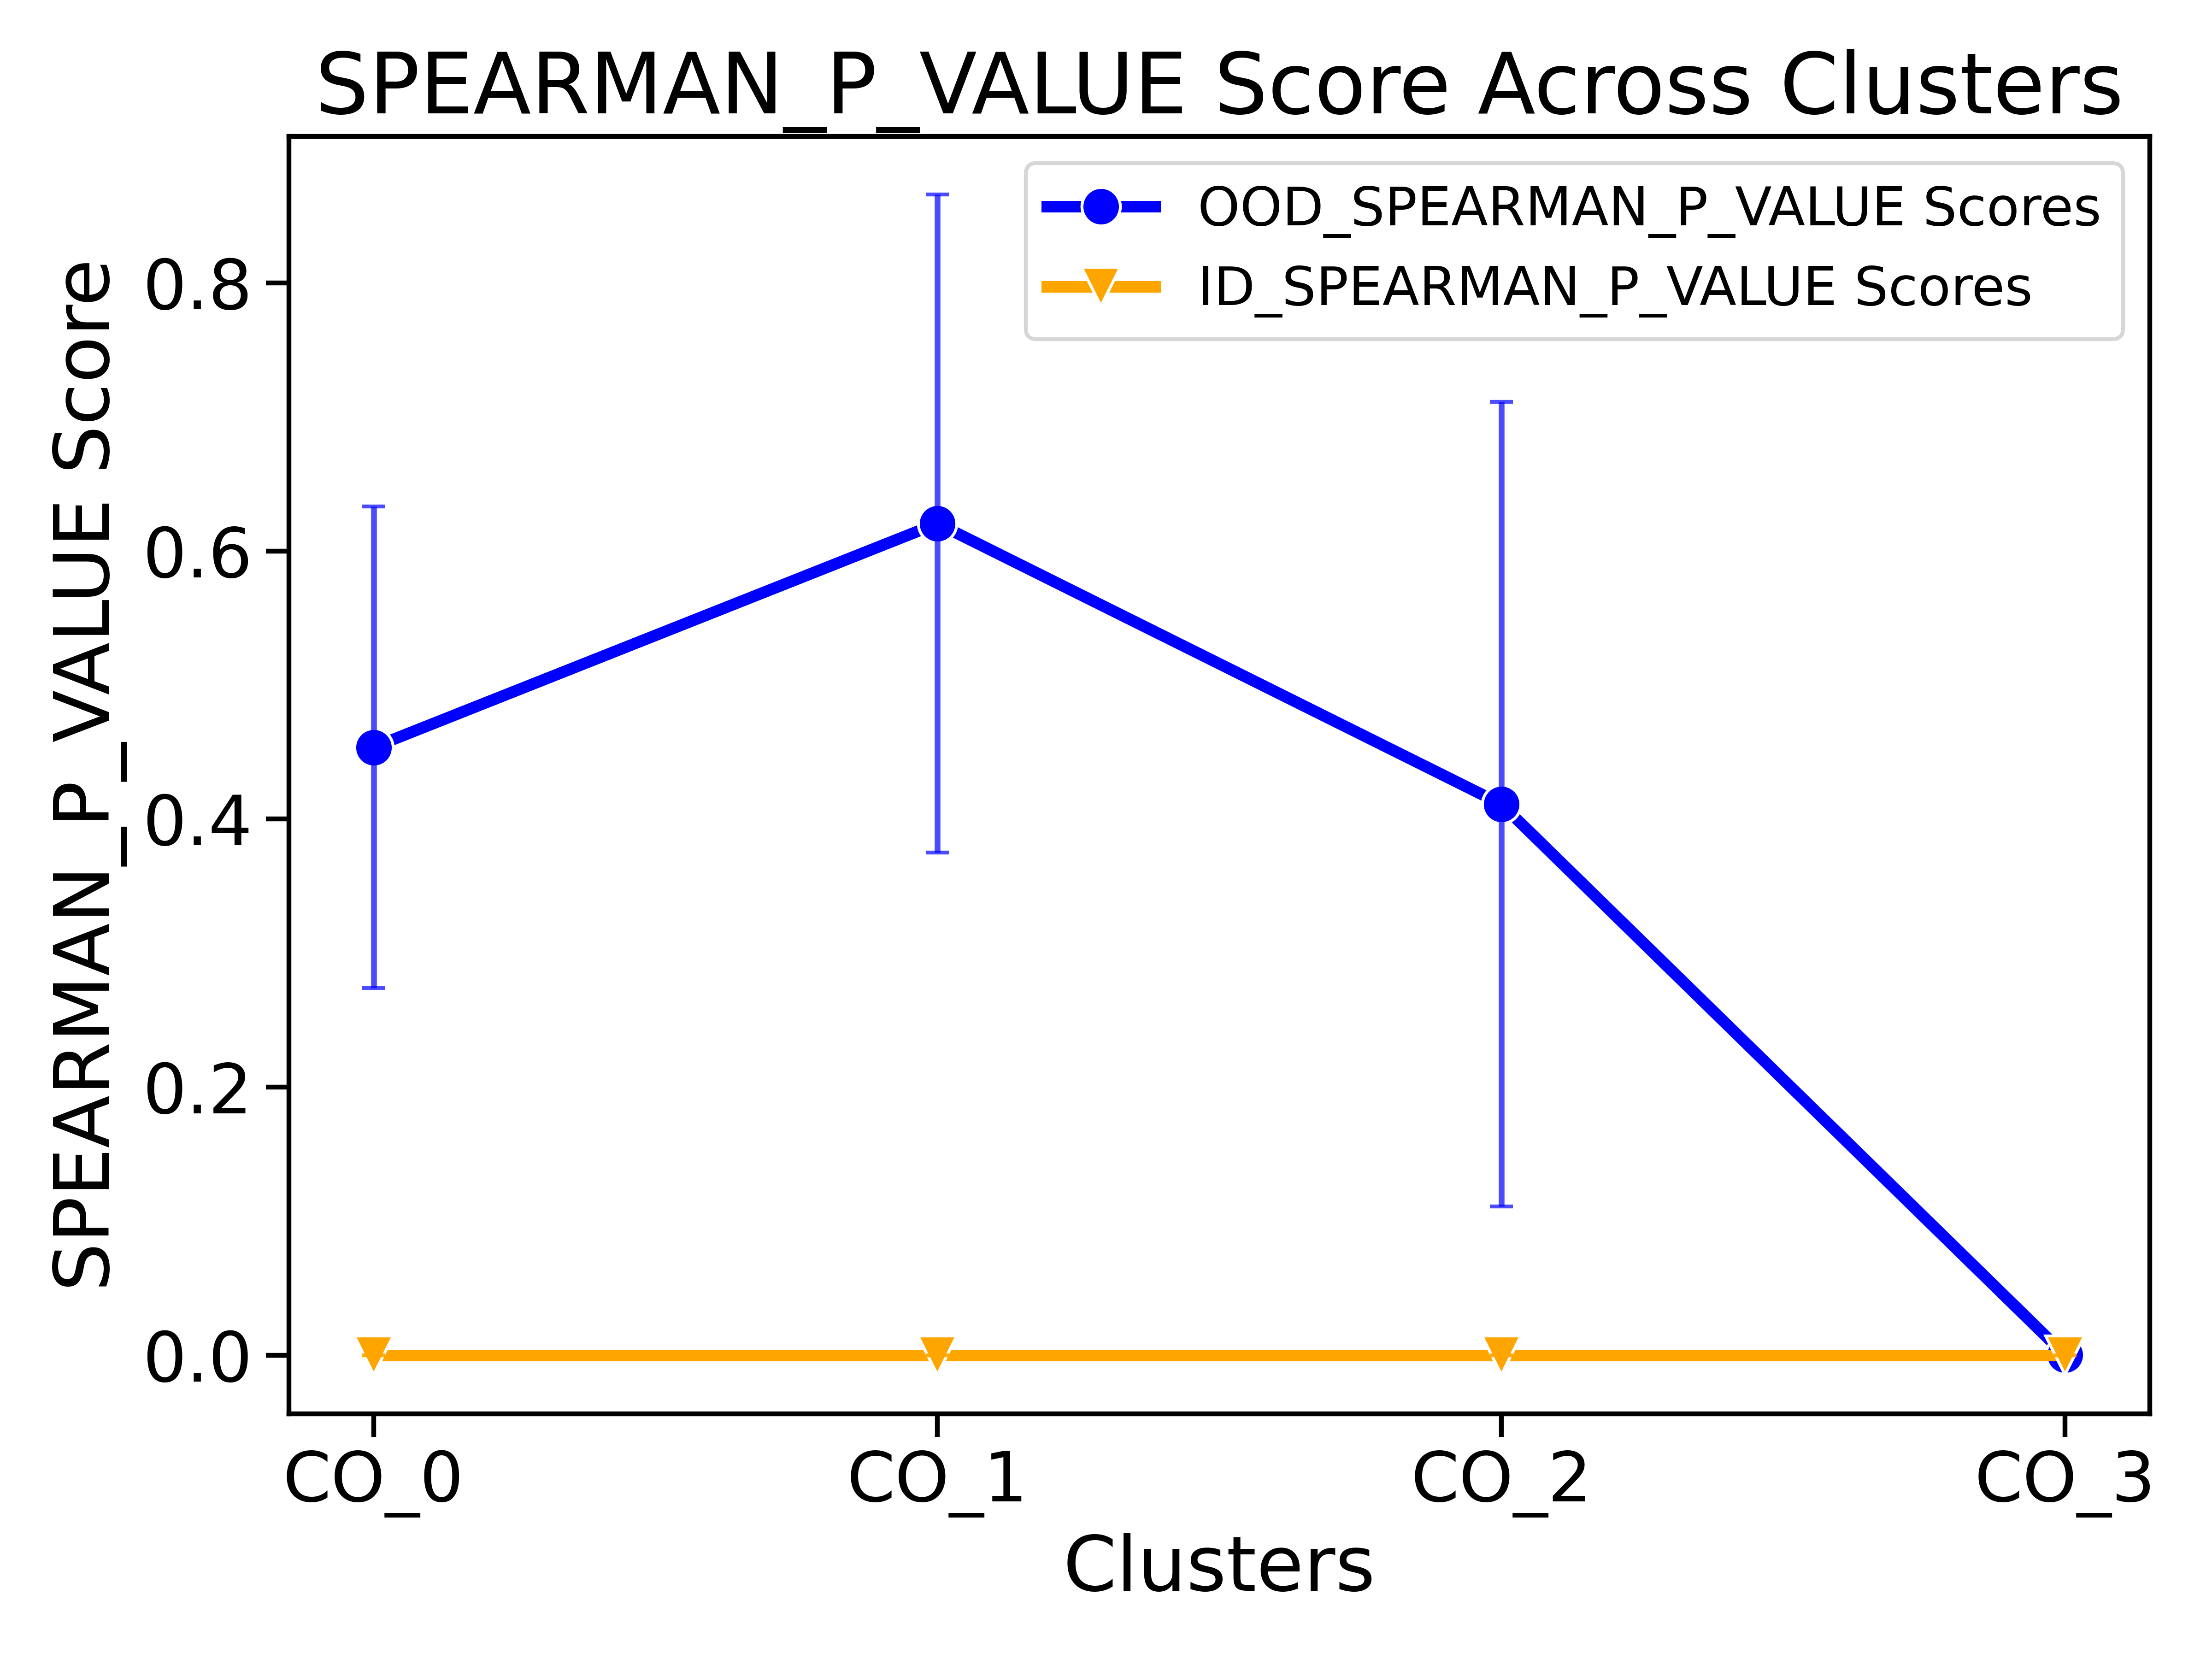 SPEARMAN_P_VALUE Score Across Clusters
OOD_SPEARMAN_P_VALUE Scores
ID_SPEARMAN_P_VALUE Scores
SPEARMAN_P_VALUE Score
0.8
0.6
0.4
0.2
0.0
CO_0 CO_1 CO_2 CO_3
Clusters